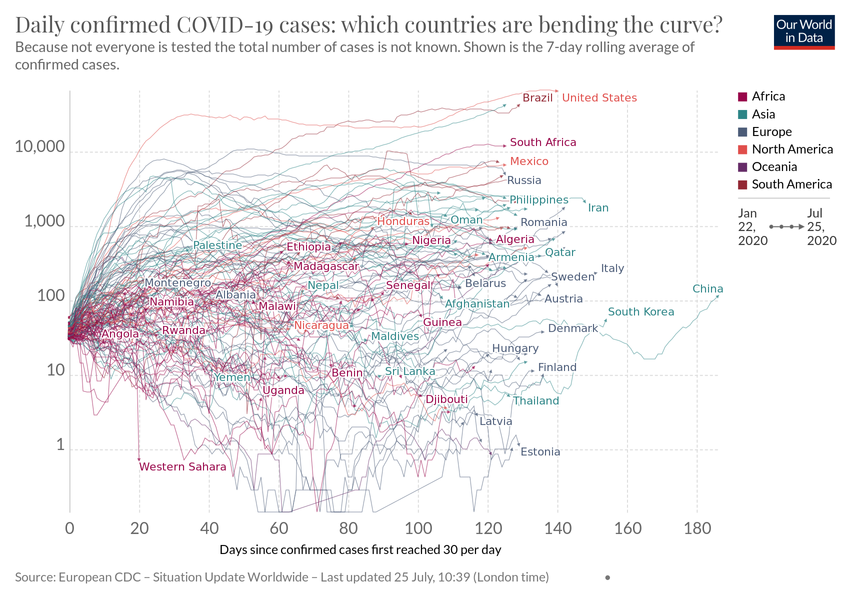 Daily confirmed COVID-19 cases: which countries are bending the curve?
Because not everyone is tested the total number of cases is not known. Shown is the 7-day rolling average of
confirmed cases.
Our World
in Data
Brazil
United States
South Africa
Mexico
Russia
Philippines
Iran
Honduras
Oman
Romania
Palestine
Ethiopia
Nigeria
Algeria
Armenia
Qatar
Madagascar
Montenegro
Nepal
Senegal
Belarus
Sweden
Italy
China
Namibia
Albania
Malawi
Afghanistan
Austria
South Korea
Angola
Rwanda
Nicaragua
Maldives
Guinea
Denmark
Hungary
Yemen
Benin
Sri Lanka
Finland
Uganda
Djibouti
Thailand
Latvia
Estonia
Western Sahara
10,000
1,000
100
10
1
0
20
40
60
80
100
120
140
160
180
Days since confirmed cases first reached 30 per day
Africa
Asia
Europe
North America
Oceania
South America
Jan
22,
2020
Jul
25,
2020
Source: European CDC – Situation Update Worldwide – Last updated 25 July, 10:39 (London time)